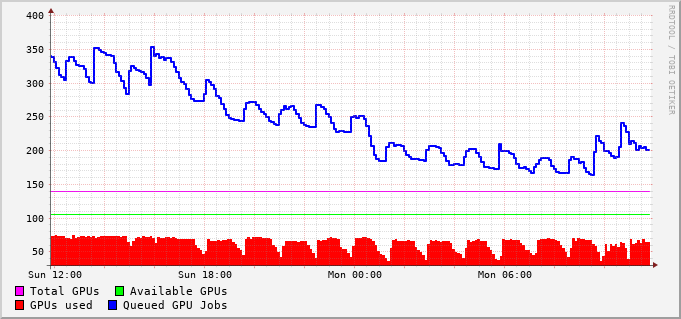 400
350
300
250
200
150
100
50
Sun 12:00 Sun 18:00 Mon 00:00 Mon 06:00
Total GPUs Available GPUs
GPUs used Queued GPU Jobs
RRDTOOL / TOBI OETIKER